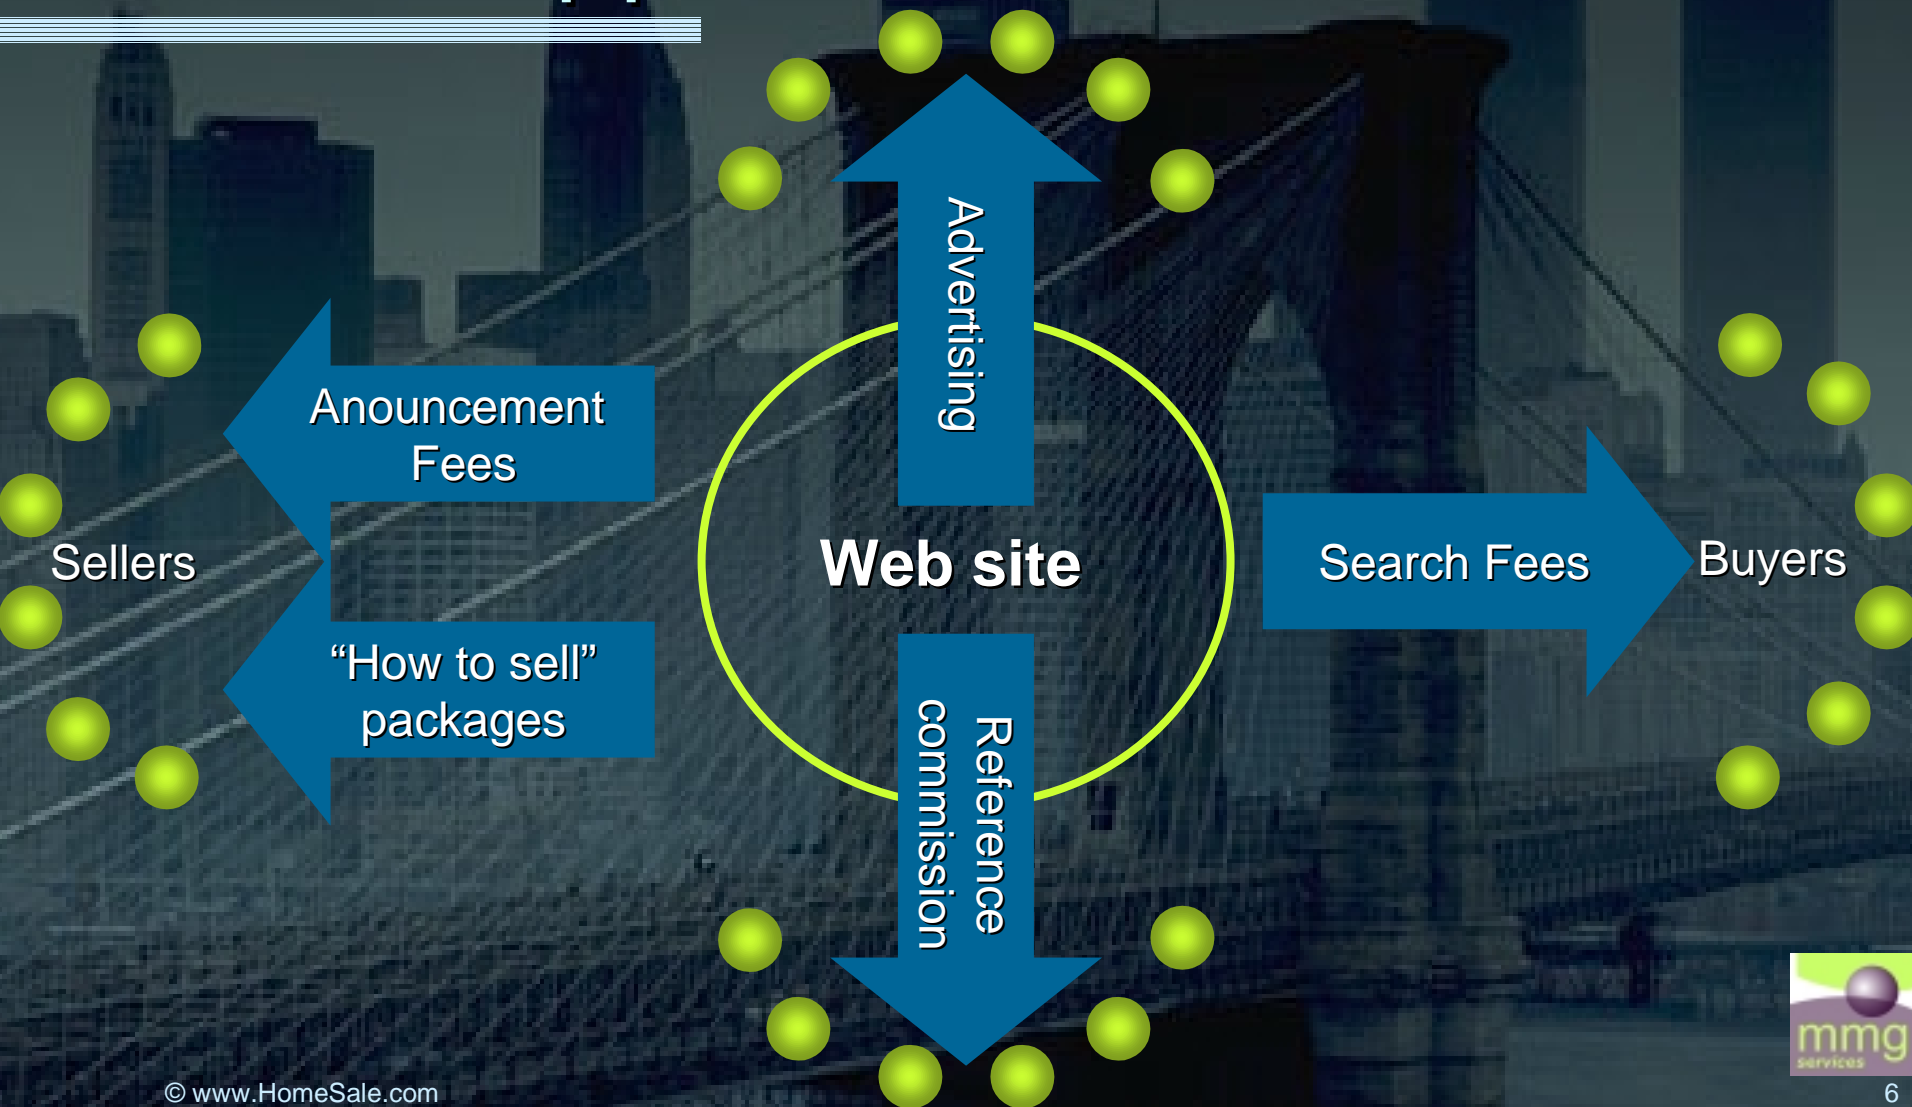 Advertising
Anouncement
Fees
Sellers
Web site
Search Fees
Buyers
“How to sell”
packages
Reference
commission
mmg
services
© www.HomeSale.com
6